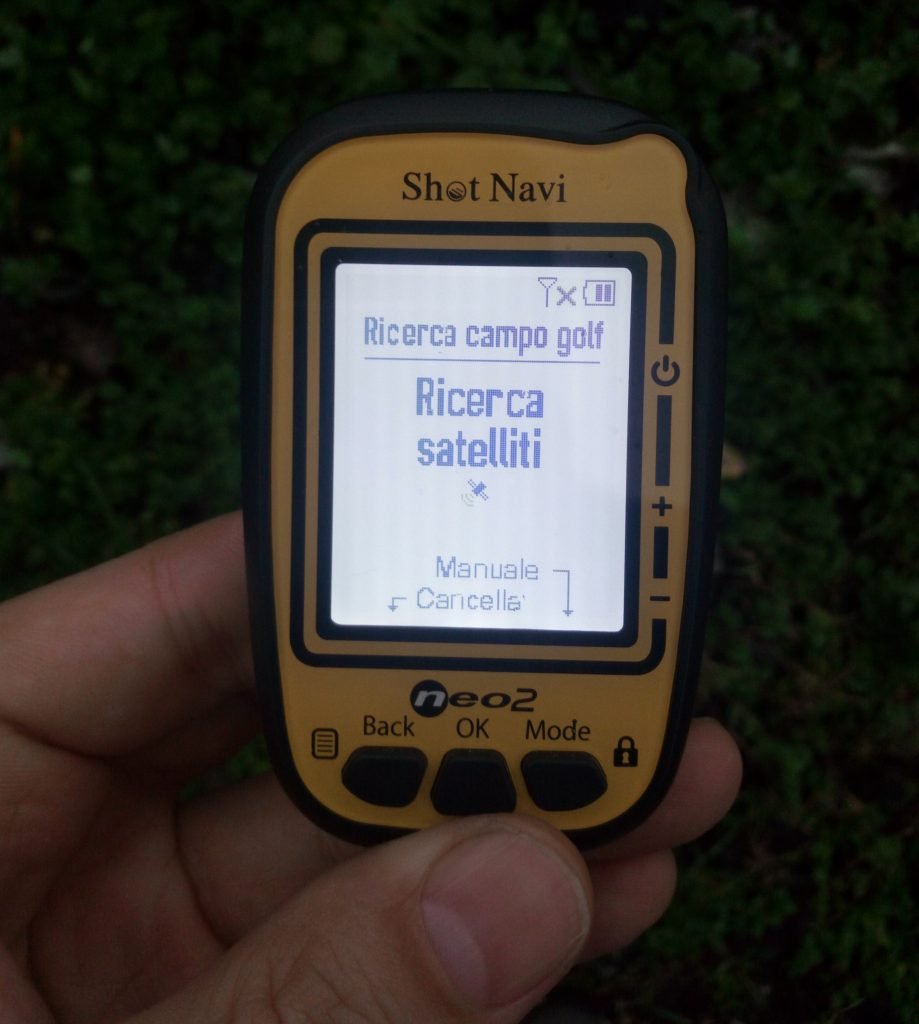 Shot Navi
Ricerca campo golf
Ricerca
satelliti
Manuale
Cancella
+
-
neo2
Back OK Mode